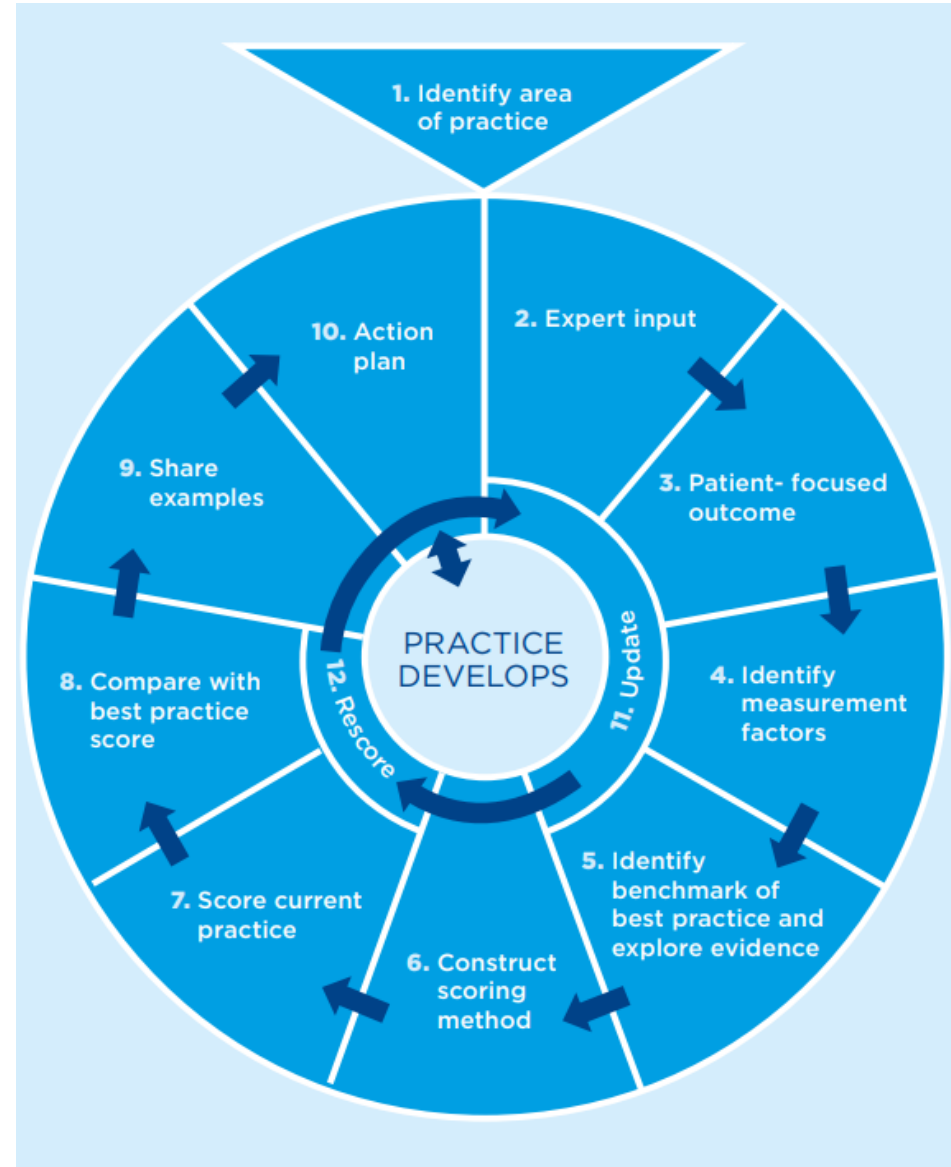 1. Identify area
of practice
2. Expert input
3. Patient- focused
outcome
4. Identify
measurement
factors
5. Identify
benchmark of
best practice and
explore evidence
6. Construct
scoring
method
7. Score current
practice
8. Compare with
best practice
score
9. Share
examples
10. Action
plan
11. Update
12. Rescore
PRACTICE
DEVELOPS